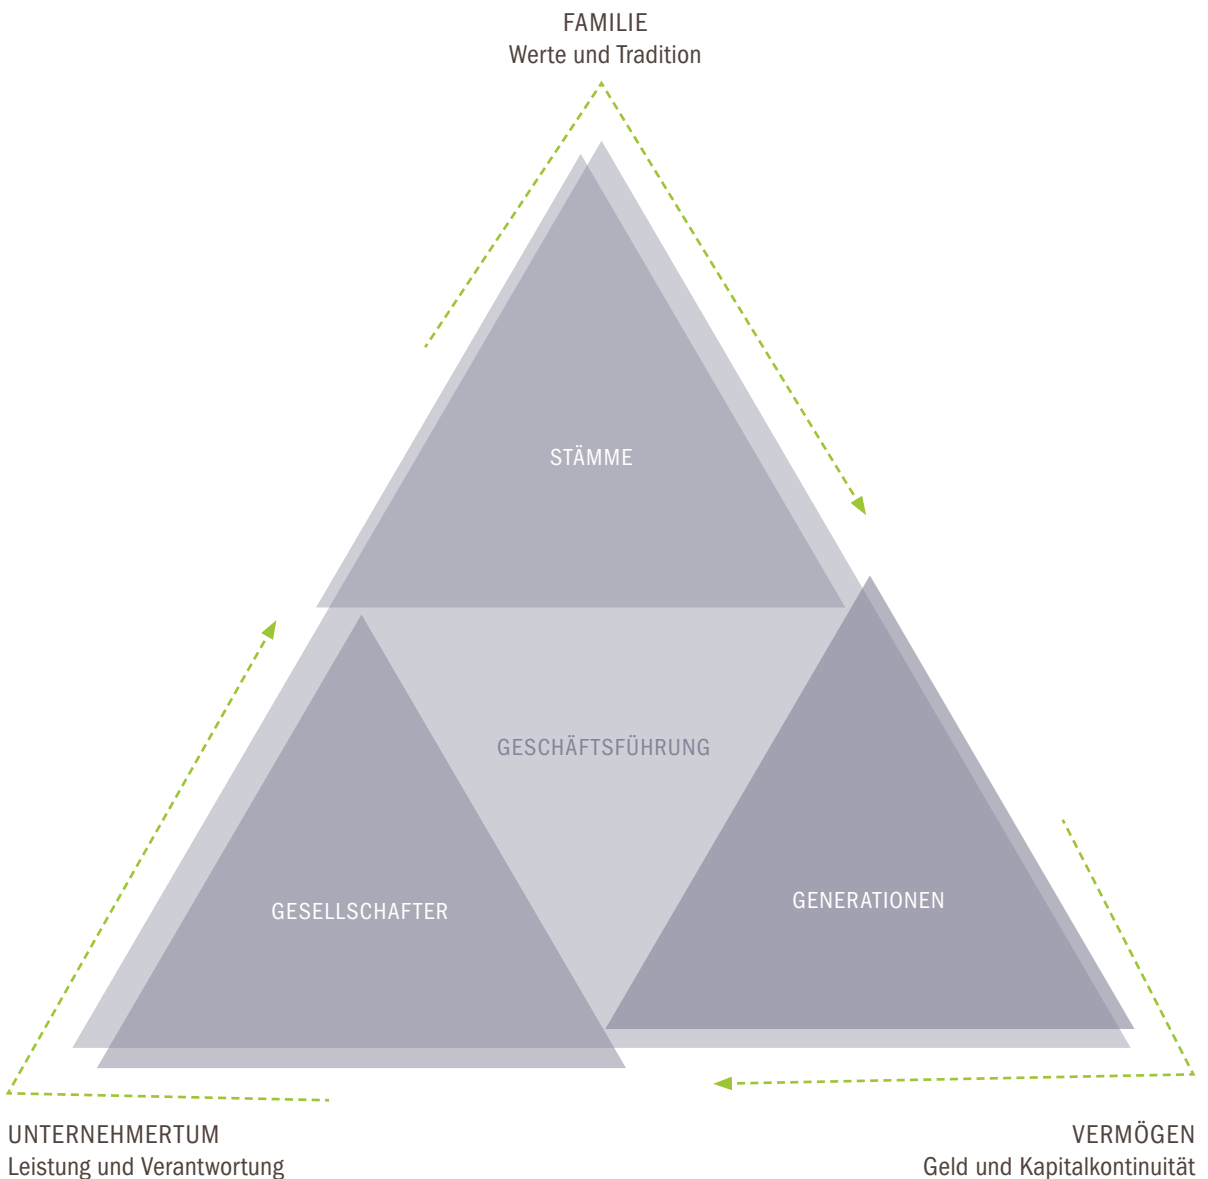 FAMILIE
Werte und Tradition
STÄMME
GESCHÄFTSFÜHRUNG
GESELLSCHAFTER
GENERATIONEN
UNTERNEHMERTUM
Leistung und Verantwortung
VERMÖGEN
Geld und Kapitalkontinuität